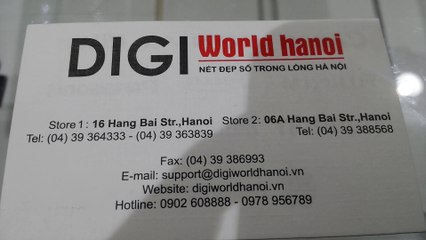 DIGI World hanoi
NÉT ĐẸP SỐ TRONG LÒNG HÀ NỘI
Store 1: 16 Hang Bai Str.,Hanoi Store 2: 06A Hang Bai Str.,Hanoi
Tel: (04) 39 364333 - (04) 39 363839 Tel: (04) 39 388568
Fax: (04) 39 386993
E-mail: support@digiworldhanoi.vn
Website: digiworldhanoi.vn
Hotline: 0902 608888 - 0978 956789